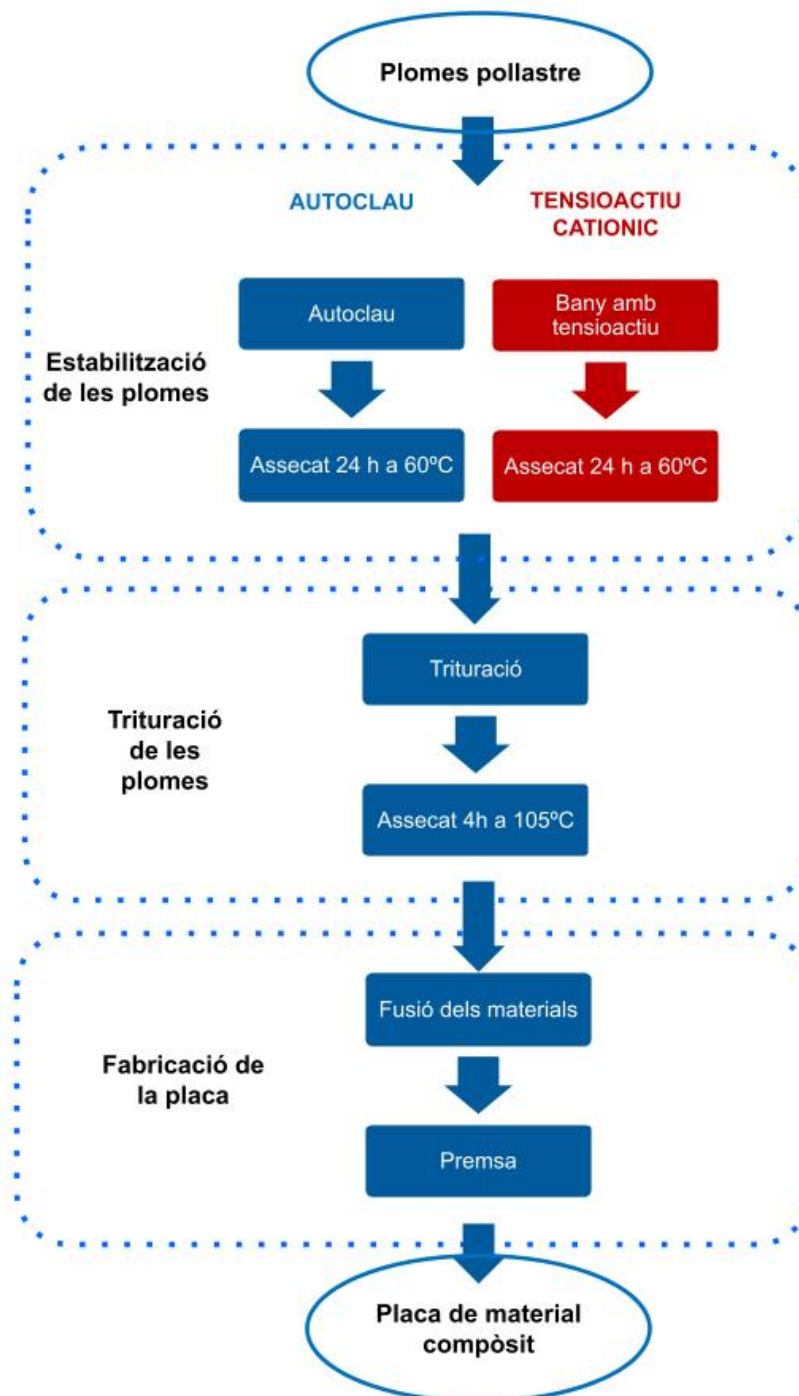 Plomes pollastre
AUTOCLAU
TENSIOACTIU
CATIONIC
Autoclau
Bany amb
tensioactiu
Estabilització
de les plomes
Assecat 24 h a 60ºC
Assecat 24 h a 60ºC
Trituració
Trituració
de les
plomes
Assecat 4h a 105ºC
Fusió dels materials
Fabricació de
la placa
Premsa
Placa de material
compòsit